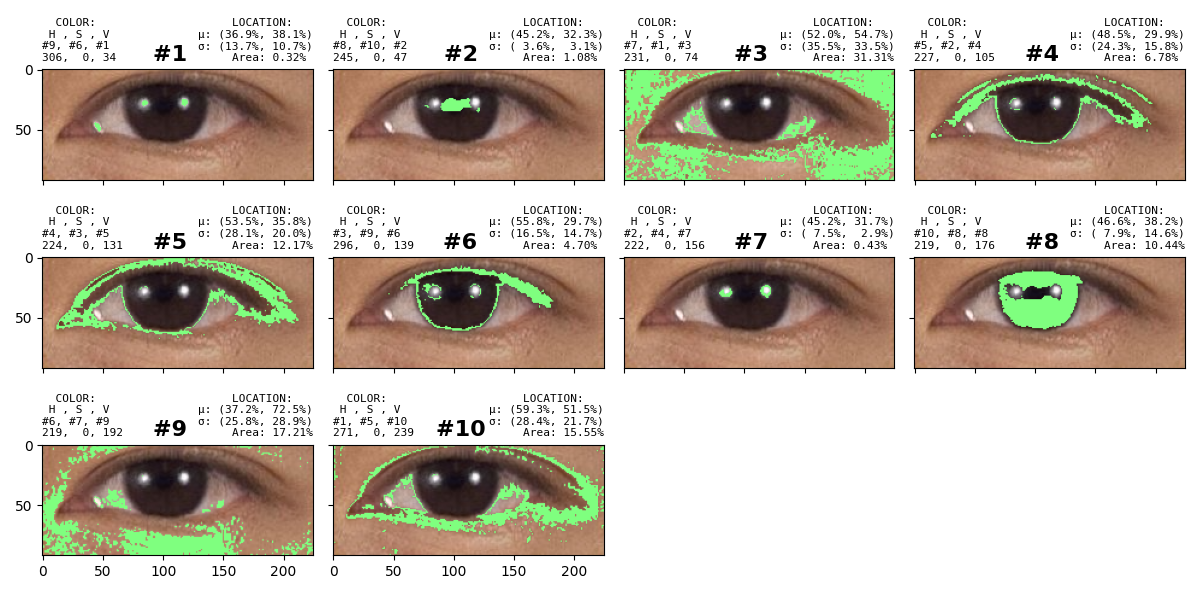 COLOR: LOCATION:
H , S , V μ: (36.9%, 38.1%)
#9, #6, #1 σ: (13.7%, 10.7%)
306, 0, 34 #1 Area: 0.32%
COLOR: LOCATION:
H , S , V μ: (45.2%, 32.3%)
#8, #10, #2 σ: ( 3.6%, 3.1%)
245, 0, 47 #2 Area: 1.08%
COLOR: LOCATION:
H , S , V μ: (52.0%, 54.7%)
#7, #1, #3 σ: (35.5%, 33.5%)
231, 0, 74 #3 Area: 31.31%
COLOR: LOCATION:
H , S , V μ: (48.5%, 29.9%)
#5, #2, #4 σ: (24.3%, 15.8%)
227, 0, 105 #4 Area: 6.78%
0
50
COLOR: LOCATION:
H , S , V μ: (53.5%, 35.8%)
#4, #3, #5 σ: (28.1%, 20.0%)
224, 0, 131 #5 Area: 12.17%
COLOR: LOCATION:
H , S , V μ: (55.8%, 29.7%)
#3, #9, #6 σ: (16.5%, 14.7%)
296, 0, 139 #6 Area: 4.70%
COLOR: LOCATION:
H , S , V μ: (45.2%, 31.7%)
#2, #4, #7 σ: ( 7.5%, 2.9%)
222, 0, 156 #7 Area: 0.43%
COLOR: LOCATION:
H , S , V μ: (46.6%, 38.2%)
#10, #8, #8 σ: ( 7.9%, 14.6%)
219, 0, 176 #8 Area: 10.44%
0
50
COLOR: LOCATION:
H , S , V μ: (37.2%, 72.5%)
#6, #7, #9 σ: (25.8%, 28.9%)
219, 0, 192 #9 Area: 17.21%
COLOR: LOCATION:
H , S , V μ: (59.3%, 51.5%)
#1, #5, #10 σ: (28.4%, 21.7%)
271, 0, 239 #10 Area: 15.55%
0
50
0 50 100 150 200
0 50 100 150 200